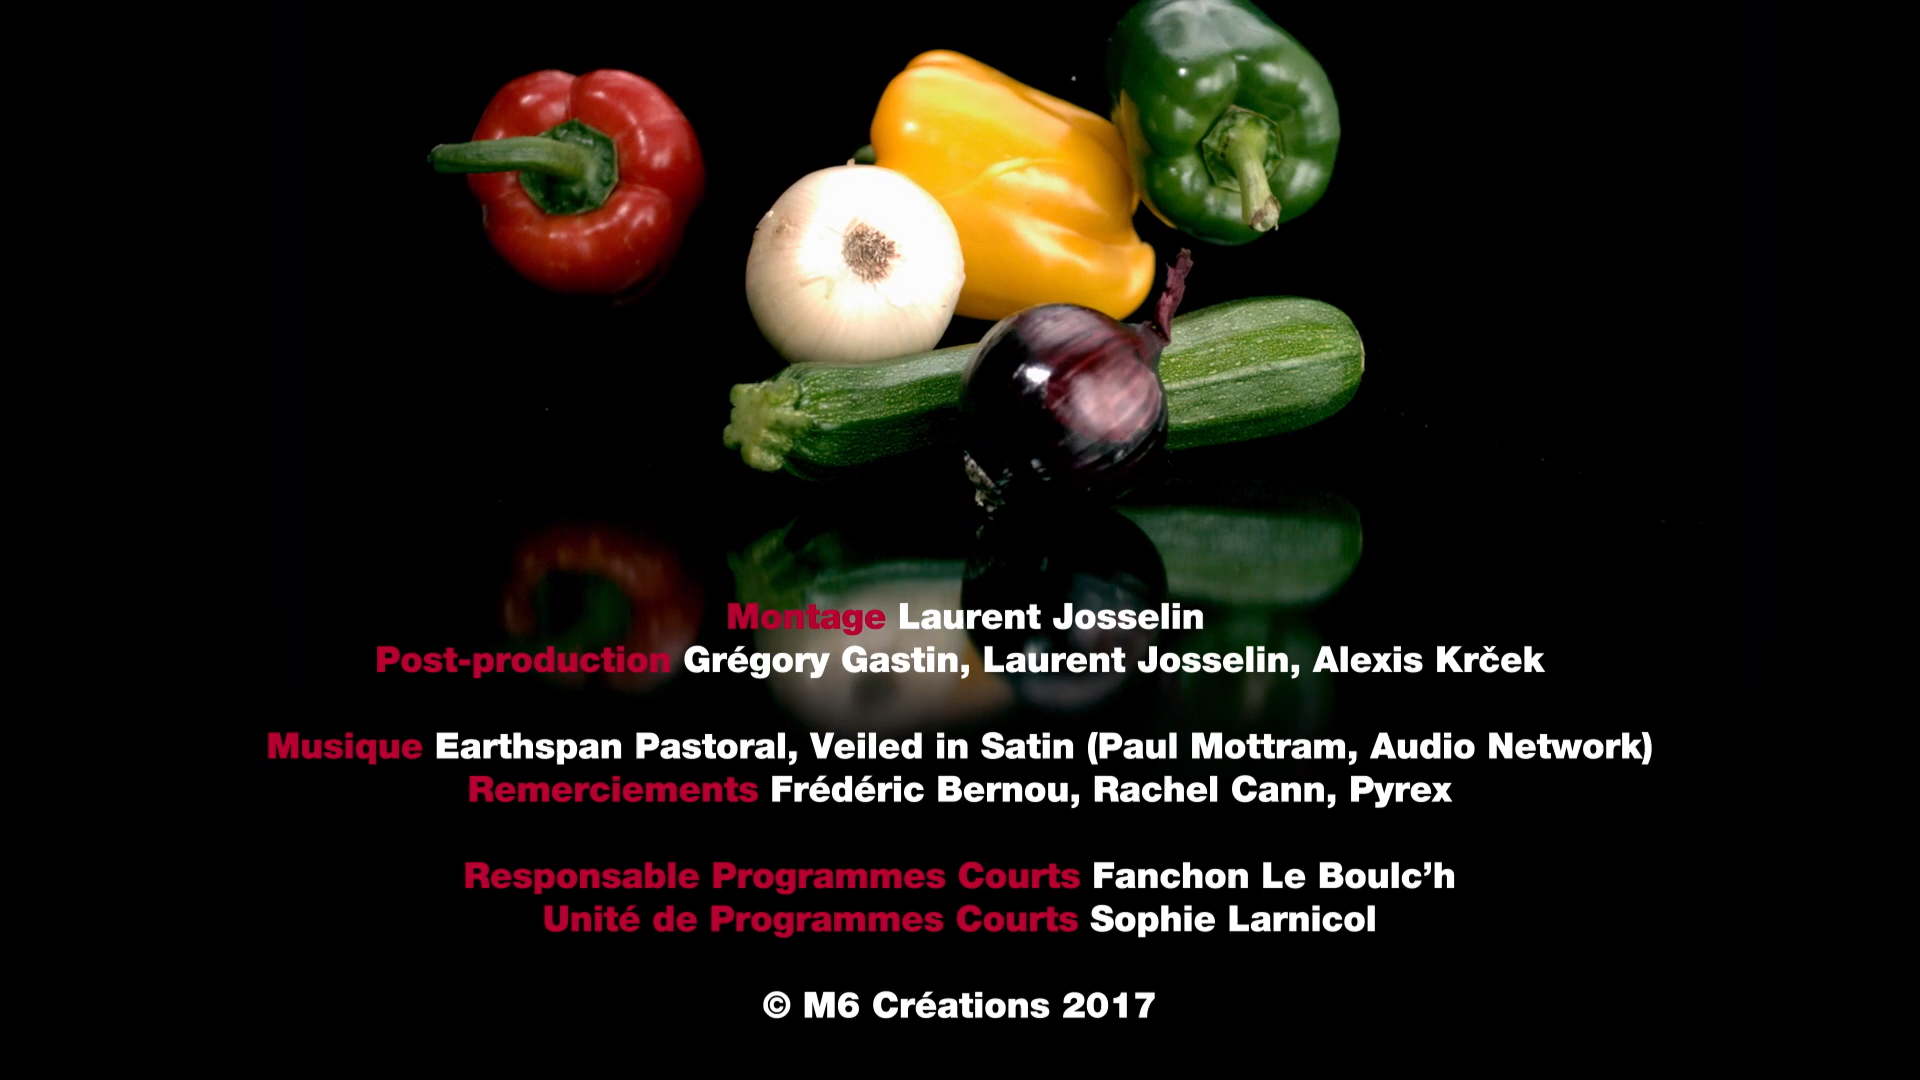 Montage Laurent Josselin
Post-production Grégory Gastin, Laurent Josselin, Alexis Krček
Musique Earthspan Pastoral, Veiled in Satin (Paul Mottram, Audio Network)
Remerciements Frédéric Bernou, Rachel Cann, Pyrex
Responsable Programmes Courts Fanchon Le Boulc’h
Unité de Programmes Courts Sophie Larnicol
© M6 Créations 2017